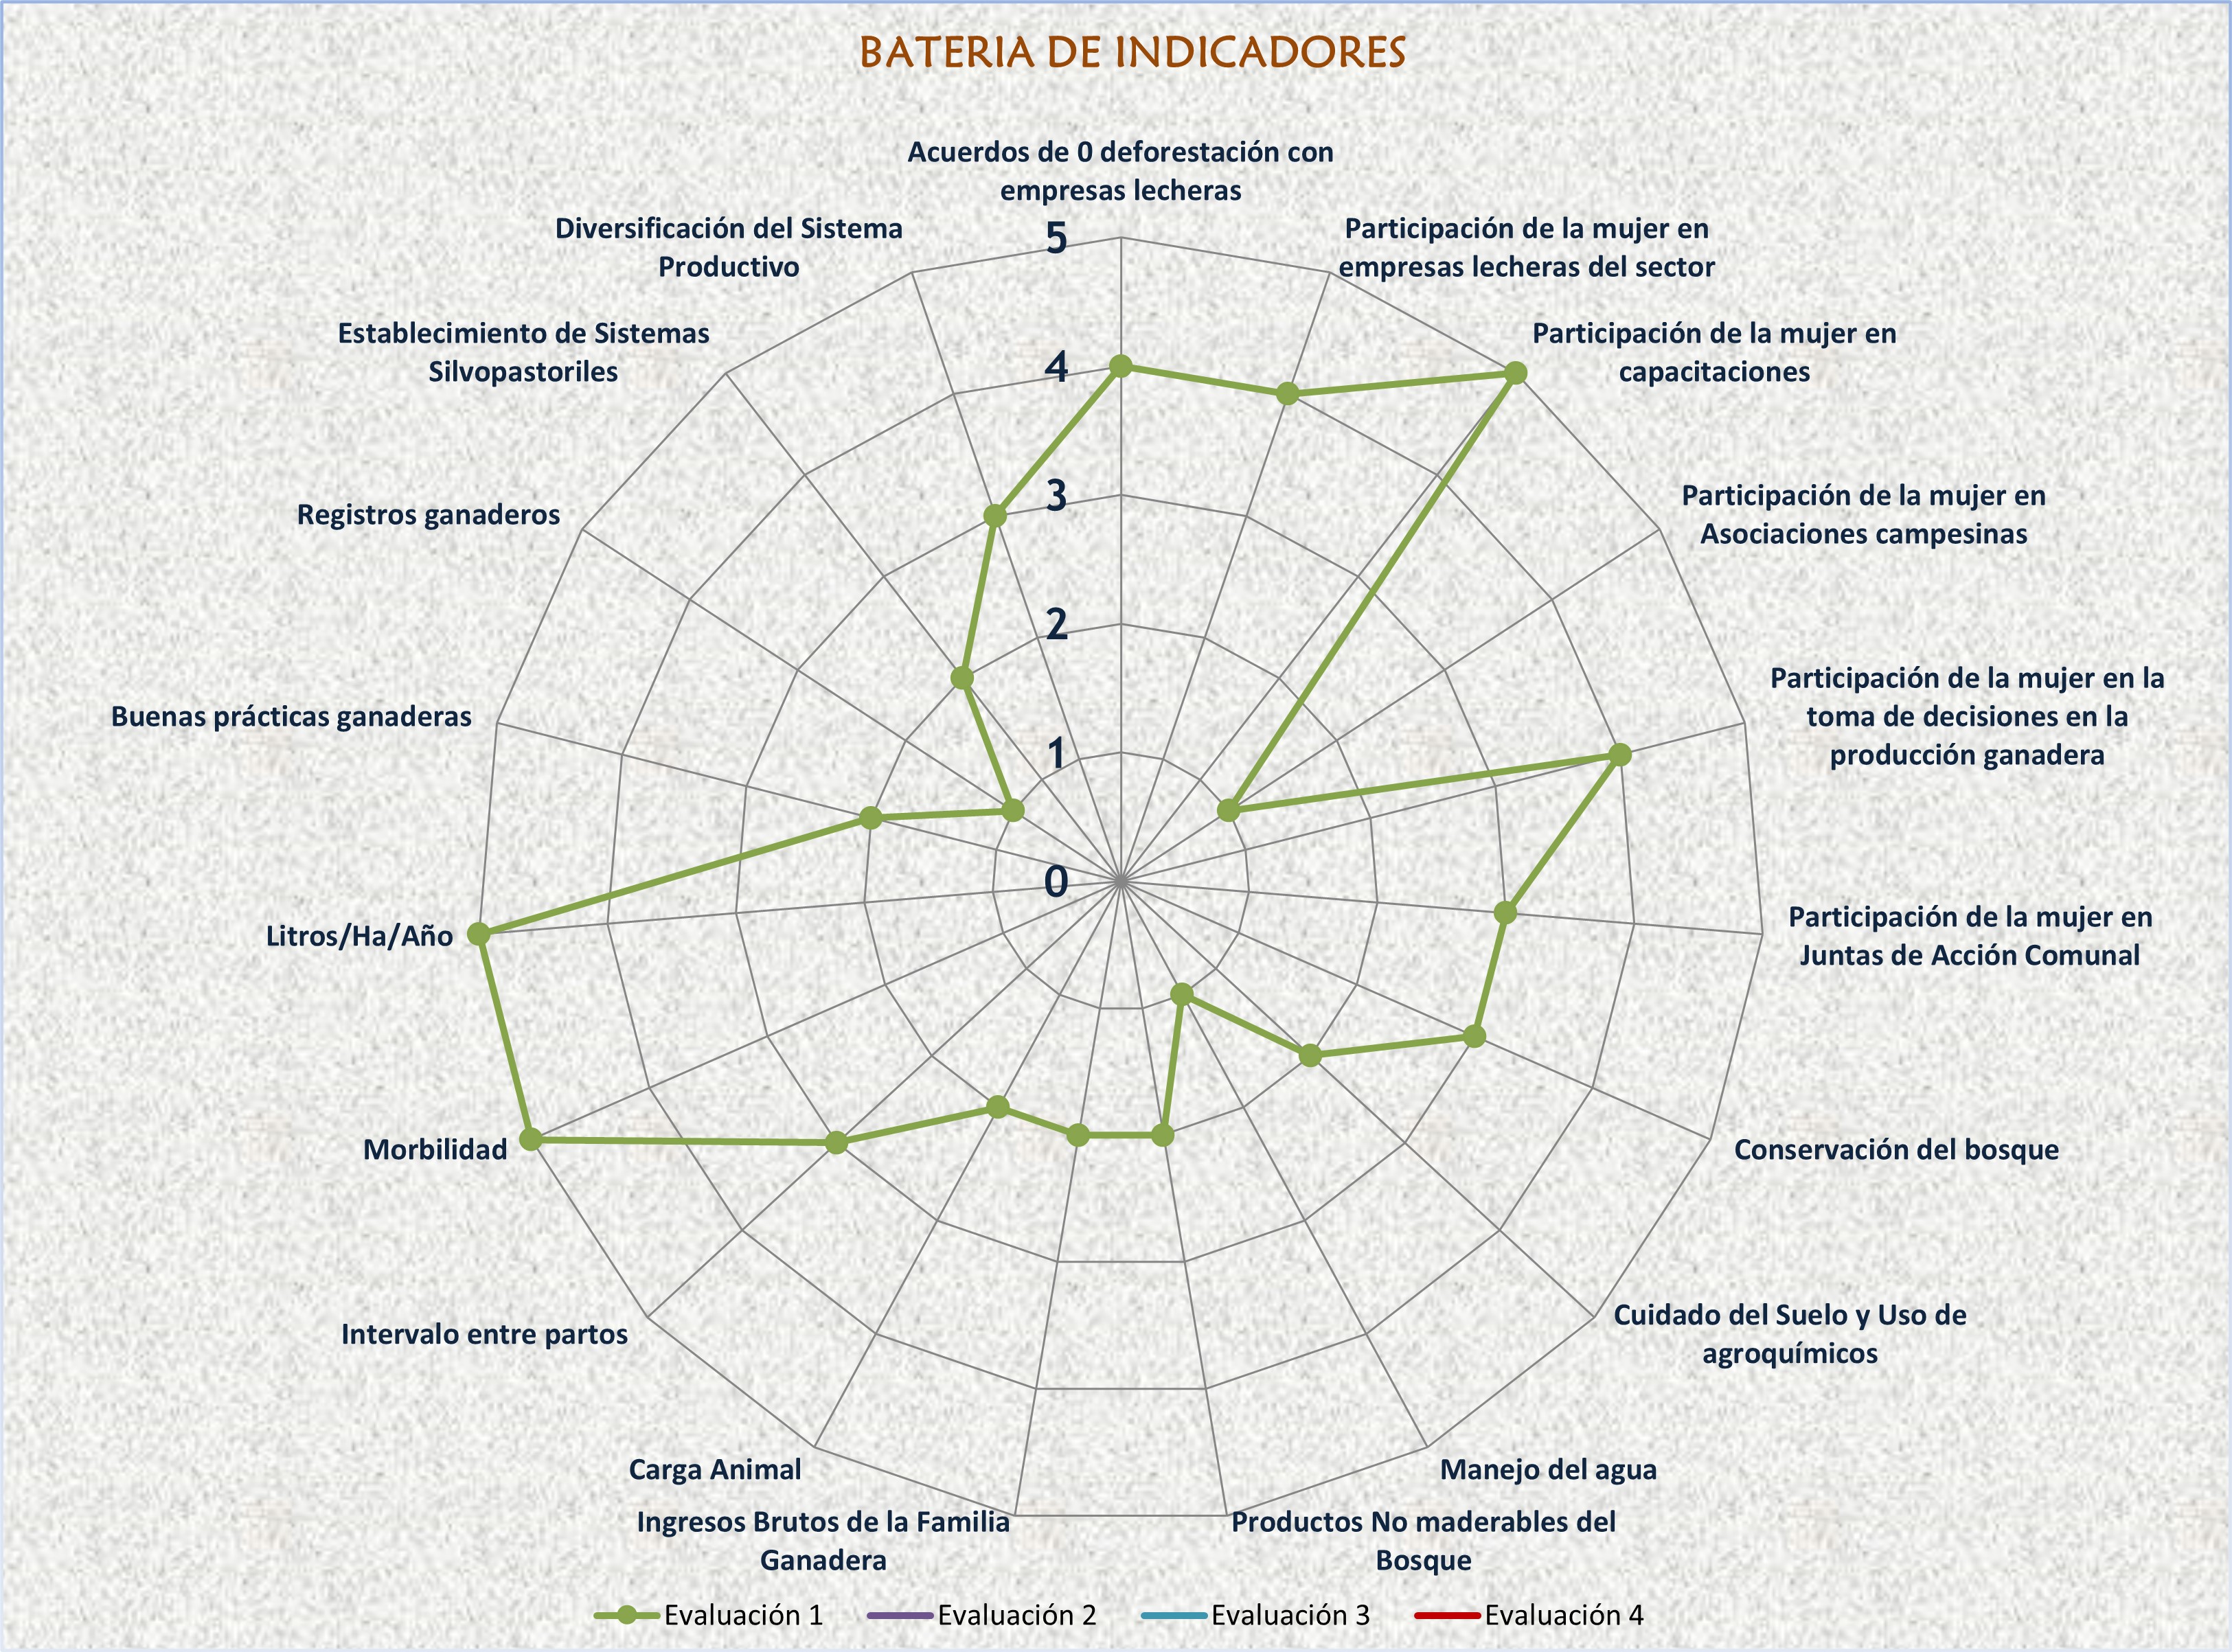 BATERIA DE INDICADORES
Acuerdos de 0 deforestación con
empresas lecheras
Participación de la mujer en
empresas lecheras del sector
Participación de la mujer en
capacitaciones
Participación de la mujer en
Asociaciones campesinas
Participación de la mujer en la
toma de decisiones en la
producción ganadera
Participación de la mujer en
Juntas de Acción Comunal
Conservación del bosque
Cuidado del Suelo y Uso de
agroquímicos
Manejo del agua
Productos No maderables del
Bosque
Ingresos Brutos de la Familia
Ganadera
Carga Animal
Intervalo entre partos
Morbilidad
Litros/Ha/Año
Buenas prácticas ganaderas
Registros ganaderos
Establecimiento de Sistemas
Silvopastoriles
Diversificación del Sistema
Productivo
5
4
3
2
1
0
Evaluación 1
Evaluación 2
Evaluación 3
Evaluación 4